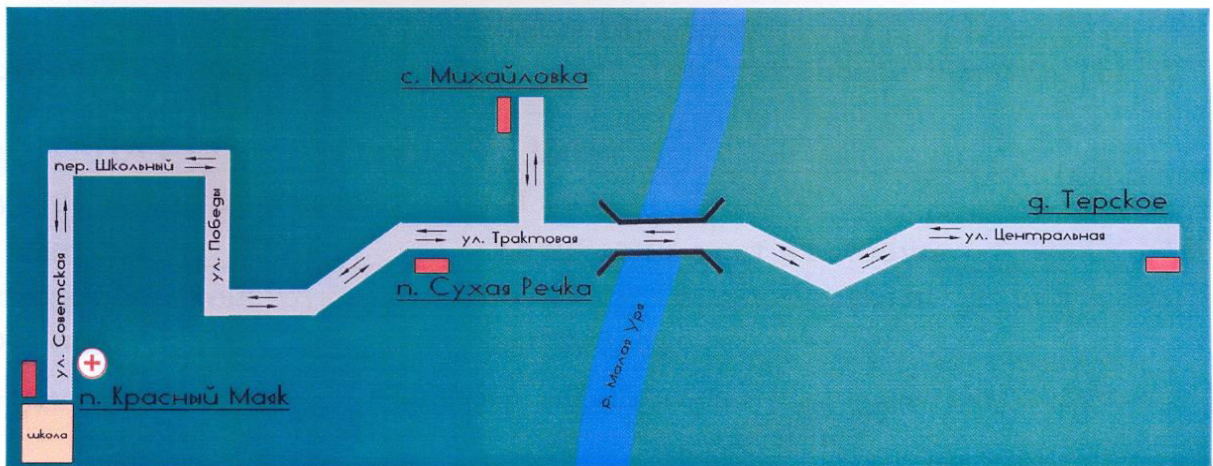 с. Михайловка
пер. Школьный
д. Терское
ул. Победы
ул. Трактовая
ул. Центральная
п. Сухая Речка
ул. Советская
р. Малая Уря
п. Красный Маяк
школа